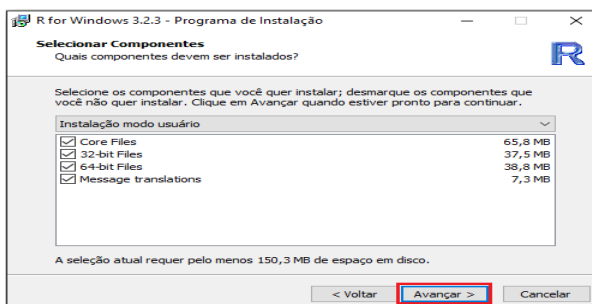 R for Windows 3.2.3 - Programa de Instalação
Selecionar Componentes
Quais componentes devem ser instalados?
R
Selecione os componentes que você quer instalar; desmarque os componentes que
você não quer instalar. Clique em Avançar quando estiver pronto para continuar.
Instalação modo usuário
Core Files 65,8 MB
32-bit Files 37,5 MB
64-bit Files 38,8 MB
Message translations 7,3 MB
A seleção atual requer pelo menos 150,3 MB de espaço em disco.
< Voltar Avançar > Cancelar